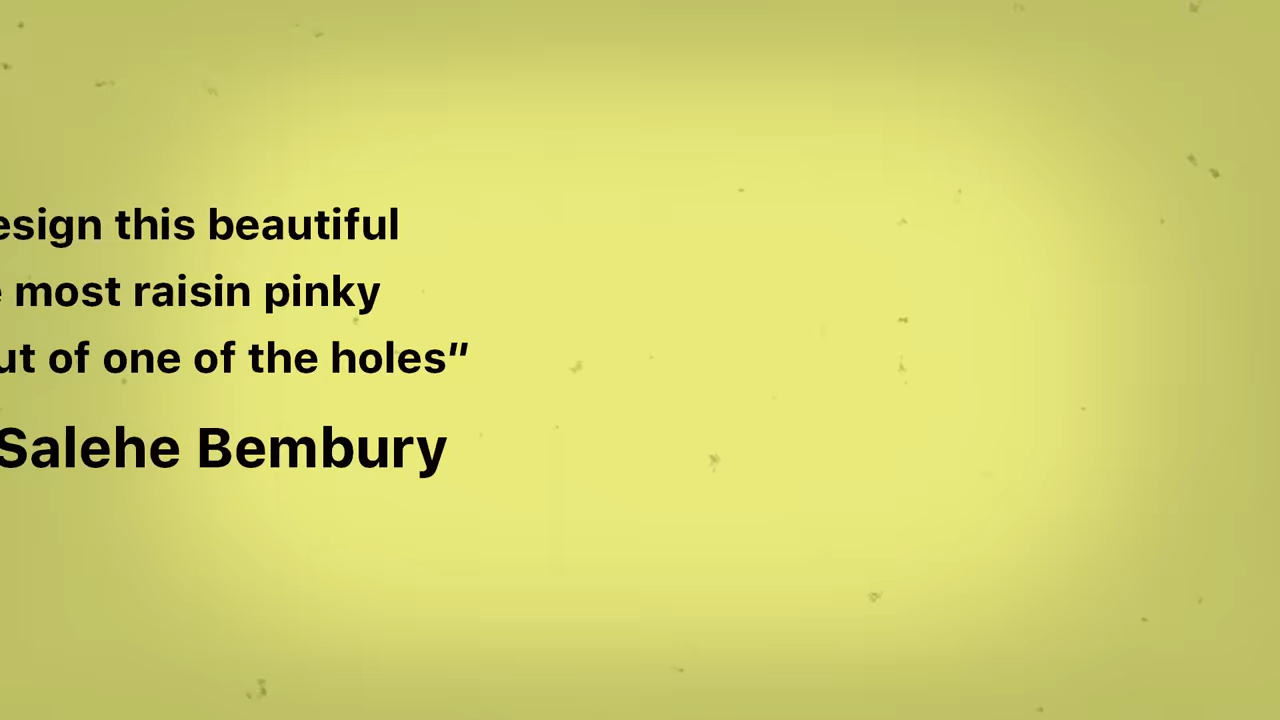 esign this beautiful
most raisin pinky
ut of one of the holes”
Salehe Bembury